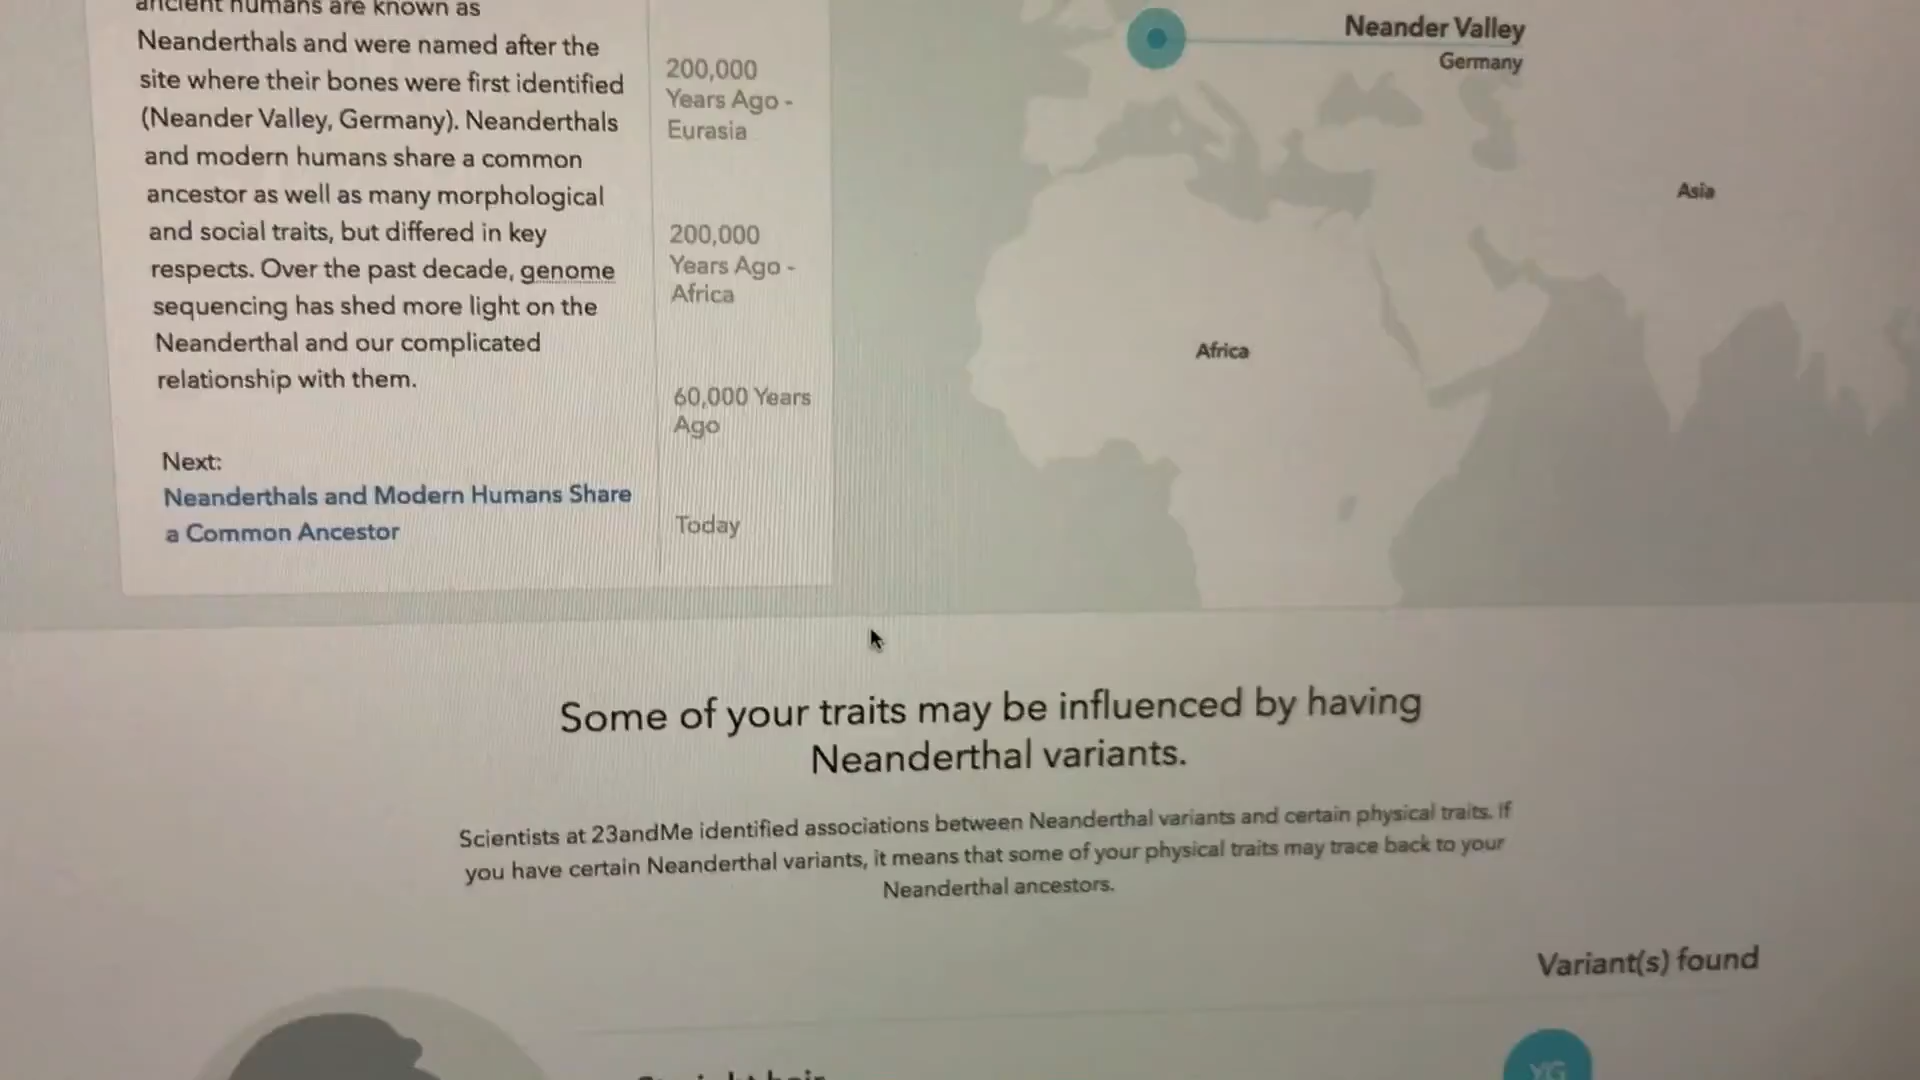 ancient humans are known as
Neanderthals and were named after the
site where their bones were first identified
(Neander Valley, Germany). Neanderthals
and modern humans share a common
ancestor as well as many morphological
and social traits, but differed in key
respects. Over the past decade, genome
sequencing has shed more light on the
Neanderthal and our complicated
relationship with them.
Next:
Neanderthals and Modern Humans Share
a Common Ancestor
200,000
Years Ago -
Eurasia
200,000
Years Ago -
Africa
60,000 Years
Ago
Today
Neander Valley
Germany
Asia
Africa
Some of your traits may be influenced by having
Neanderthal variants.
Scientists at 23andMe identified associations between Neanderthal variants and certain physical traits. If
you have certain Neanderthal variants, it means that some of your physical traits may trace back to your
Neanderthal ancestors.
Variant(s) found
Straight hair
YG